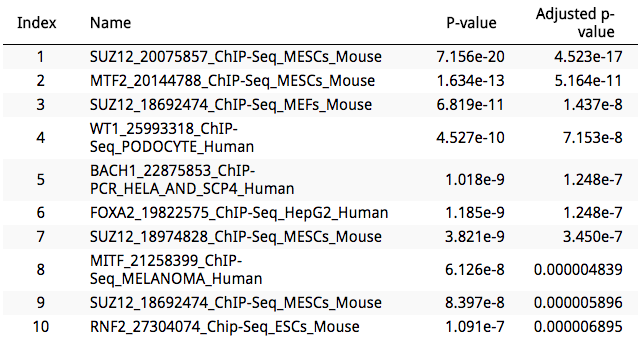 Index Name P-value Adjusted p-
value
1 SUZ12_20075857_ChIP-Seq_MESCs_Mouse 7.156e-20 4.523e-17
2 MTF2_20144788_ChIP-Seq_MESCs_Mouse 1.634e-13 5.164e-11
3 SUZ12_18692474_ChIP-Seq_MEFs_Mouse 6.819e-11 1.437e-8
4 WT1_25993318_ChIP-
Seq_PODOCYTE_Human 4.527e-10 7.153e-8
5 BACH1_22875853_ChIP-
PCR_HELA_AND_SCP4_Human 1.018e-9 1.248e-7
6 FOXA2_19822575_ChIP-Seq_HepG2_Human 1.185e-9 1.248e-7
7 SUZ12_18974828_ChIP-Seq_MESCs_Mouse 3.821e-9 3.450e-7
8 MITF_21258399_ChIP-
Seq_MELANOMA_Human 6.126e-8 0.000004839
9 SUZ12_18692474_ChIP-Seq_MESCs_Mouse 8.397e-8 0.000005896
10 RNF2_27304074_Chip-Seq_ESCs_Mouse 1.091e-7 0.000006895